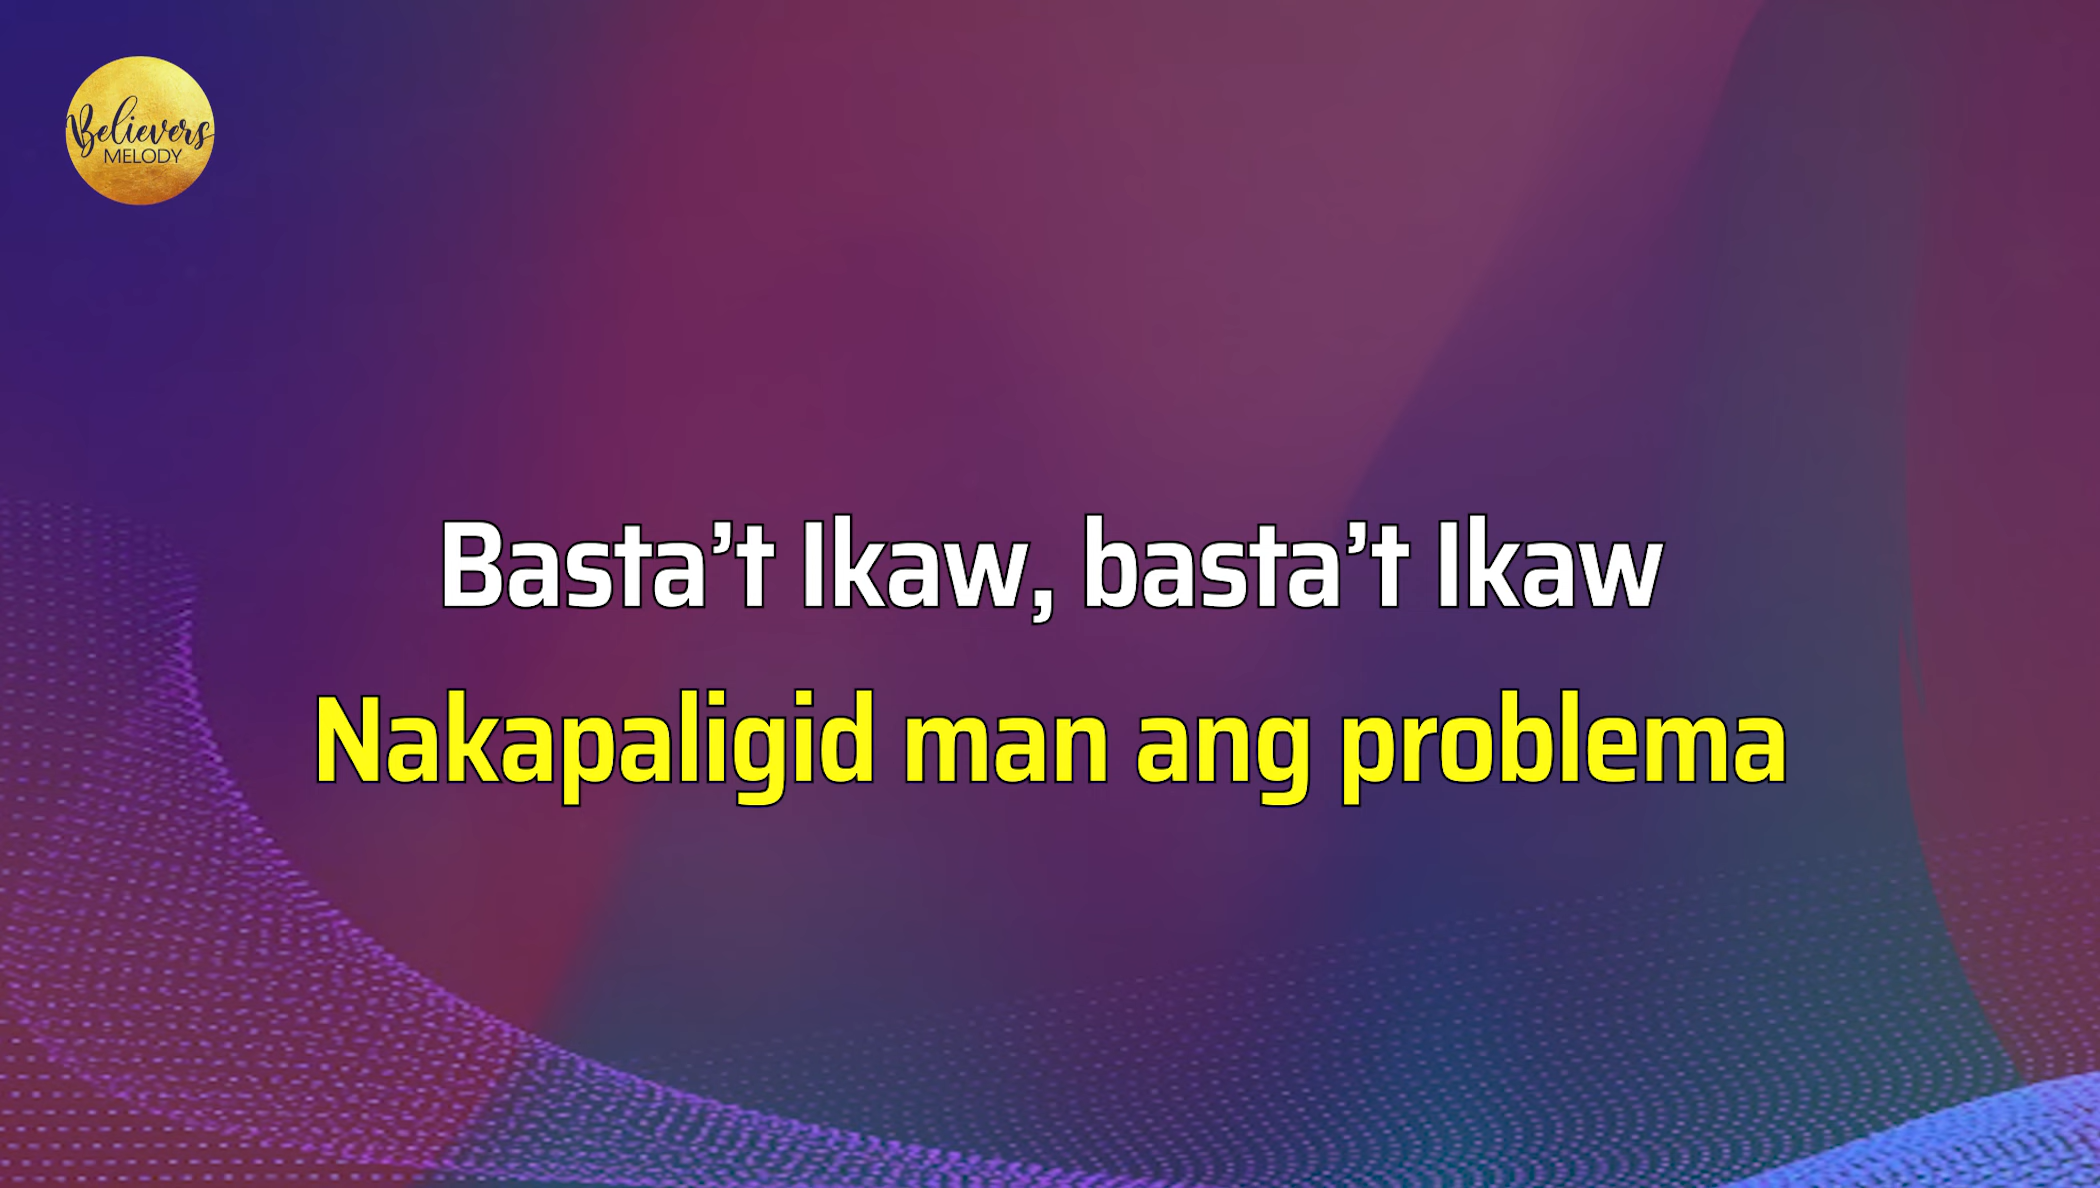 Believers
MELODY
Basta’t Ikaw, basta’t Ikaw
Nakapaligid man ang problema